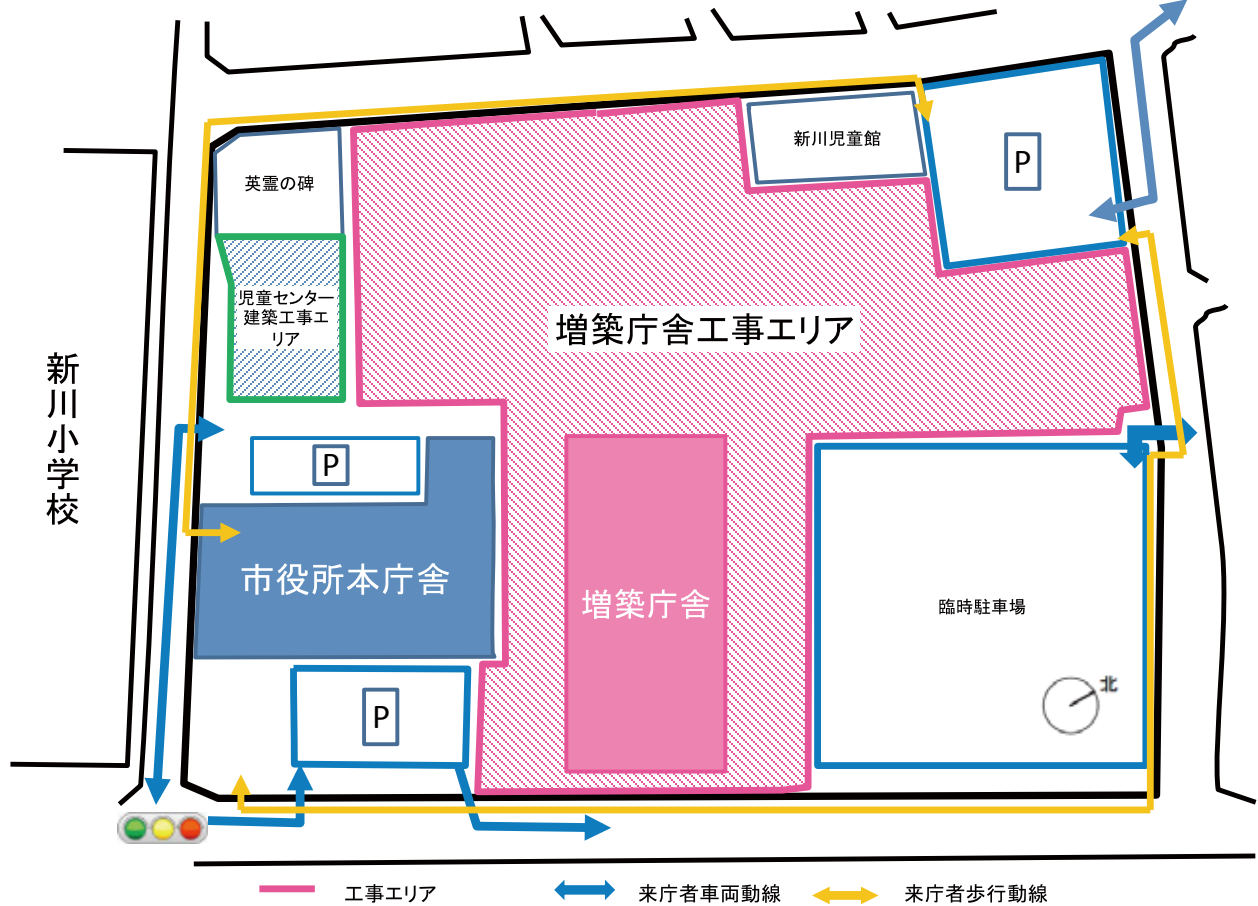 新川児童館
P
英霊の碑
児童センター
建築工事エ
リア
増築庁舎工事エリア
新川小学校
P
市役所本庁舎
増築庁舎
臨時駐車場
北
P
工事エリア
来庁者車両動線
来庁者歩行動線